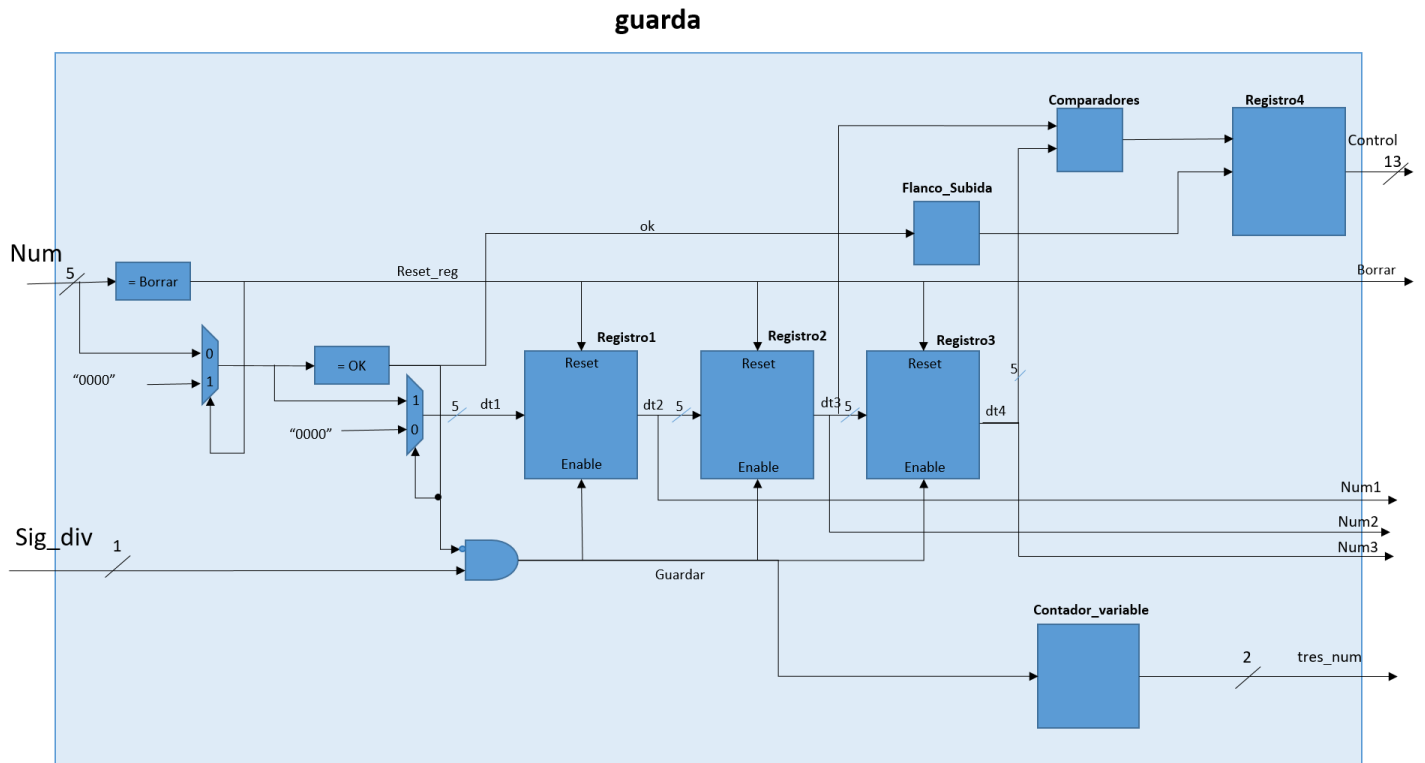 guarda
Comparadores
Registro4
Control
13
Flanco_Subida
ok
Num
5
= Borrar
Reset_reg
Borrar
Registro1
Registro2
Registro3
0
1
"0000"
= OK
Reset
Reset
Reset
5
1
0
"0000"
5
dt1
dt2
5
dt3
5
dt4
Enable
Enable
Enable
Num1
Num2
Num3
Sig_div
1
Guardar
Contador_variable
2
tres_num